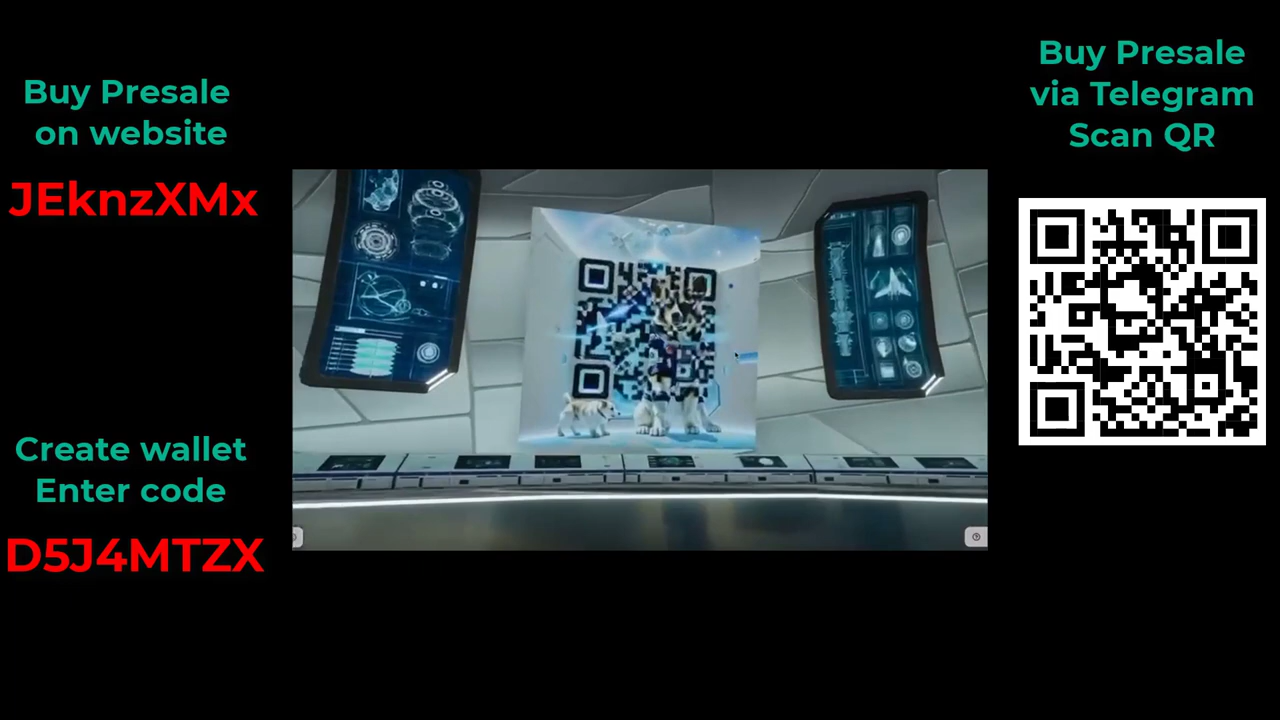 Buy Presale
on website
JEknzXMx
Create wallet
Enter code
D5J4MTZX
Buy Presale
via Telegram
Scan QR